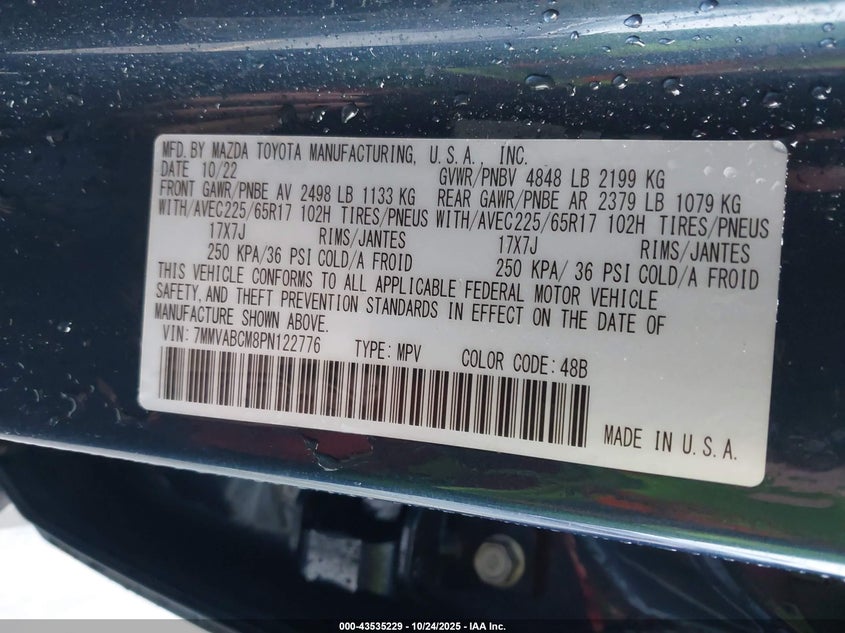 MFD. BY MAZDA TOYOTA MANUFACTURING, U.S.A., INC.
DATE 10/22 GVWR/PNBV 4848 LB 2199 KG
FRONT GAWR/PNBE AV 2498 LB 1133 KG REAR GAWR/PNBE AR 2379 LB 1079 KG
WITH/AVEC225/65R17 102H TIRES/PNEUS WITH/AVEC225/65R17 102H TIRES/PNEUS
17X7J RIMS/JANTES 17X7J RIMS/JANTES
250 KPA/36 PSI COLD/A FROID 250 KPA/ 36 PSI COLD/A FROID
THIS VEHICLE CONFORMS TO ALL APPLICABLE FEDERAL MOTOR VEHICLE
SAFETY, AND THEFT PREVENTION STANDARDS IN EFFECT ON THE DATE OF
MANUFACTURE SHOWN ABOVE.
VIN: 7MMVABCM8PN122776 TYPE: MPV COLOR CODE: 48B
MADE IN U.S.A.
000-43535229 - 10/24/2025 - IAA Inc.